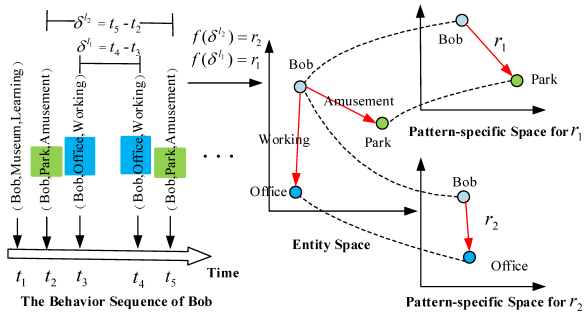 δ^{l_2} = t_5 - t_2
δ^{l_1} = t_4 - t_3
(Bob,Museum,Learning)
(Bob,Park,Amusement)
(Bob,Office,Working)
(Bob,Office,Working)
(Bob,Park,Amusement)
...
t_1 t_2 t_3 t_4 t_5
Time
The Behavior Sequence of Bob
f(δ^{l_2}) = r_2
f(δ^{l_1}) = r_1
Bob
Amusement
Working
Park
Office
Entity Space
Bob
r_1
Park
Pattern-specific Space for r_1
Bob
r_2
Office
Pattern-specific Space for r_2